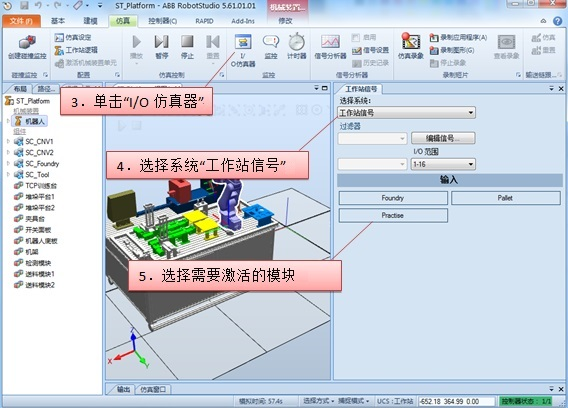 ST_Platform - ABB RobotStudio 5.61.01.01
机械装置...
文件(F)
基本
建模
仿真
控制器(C)
RAPID
Add-Ins
修改
创建碰撞监控
碰撞监控
仿真设定
工作站逻辑
激活机械装置单元
配置
播放
暂停
停止
重置
仿真控制
I/O
仿真器
监控
计时器
监控
信号分析器
启用
信号设置
历史记录
信号分析器
仿真录象
录制应用程序(A)
录制图形(G)
停止录象
查看录象
录制短片
仿真
清除
输送链跟...
布局
路径...
ST_Platform
机械装置
机器人
组件
SC_CNV1
SC_CNV2
SC_Foundry
SC_Tool
TCP训练台
堆垛平台1
堆垛平台2
夹具台
开关面板
机器人底板
机架
检测模块
送料模块1
送料模块2
3. 单击“I/O 仿真器”
4. 选择系统“工作站信号”
5. 选择需要激活的模块
工作站信号
选择系统:
工作站信号
过滤器
编辑信号...
I/O 范围
1-16
输入
Foundry
Pallet
Practise
输出
仿真窗口
模拟时间: 57.4s
选择方式
捕捉模式
UCS : 工作站
-652.18 364.99 0.00
控制器状态: 1/1